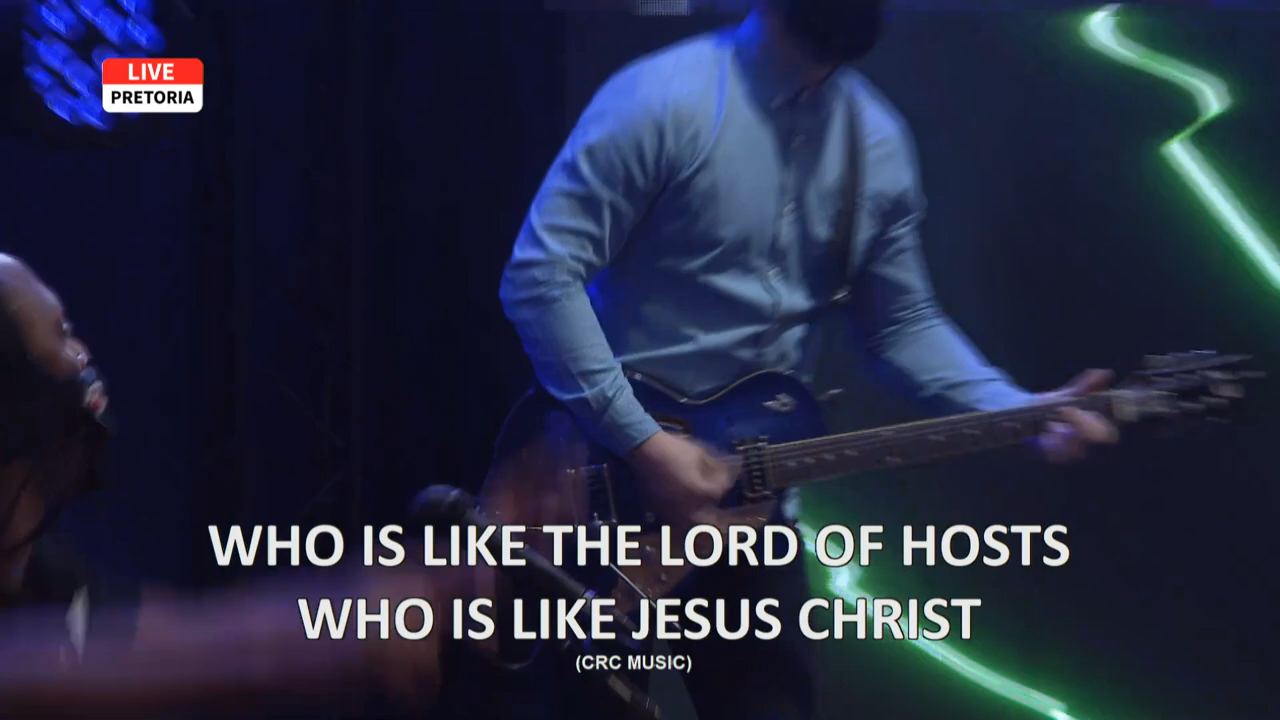 LIVE
PRETORIA
WHO IS LIKE THE LORD OF HOSTS
WHO IS LIKE JESUS CHRIST
(CRC MUSIC)